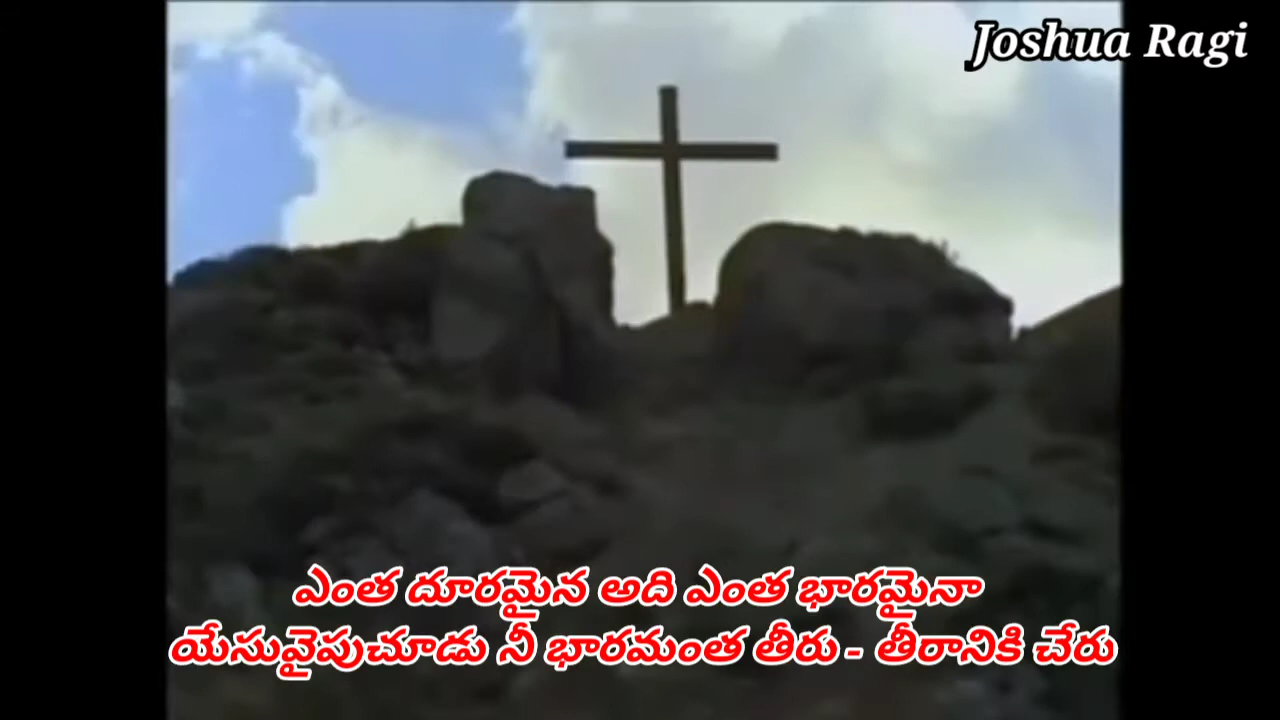 Joshua Ragi
ఎంత దూరమైన అది ఎంత భారమైనా
యేసువైపుచూడు నీ భారమంత తీరు - తీరానికి చేరు